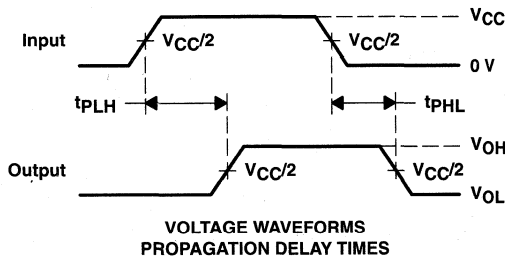 VCC
Input
VCC/2
VCC/2
0 V
tPLH
tPHL
VOH
Output
VCC/2
VCC/2
VOL
VOLTAGE WAVEFORMS
PROPAGATION DELAY TIMES